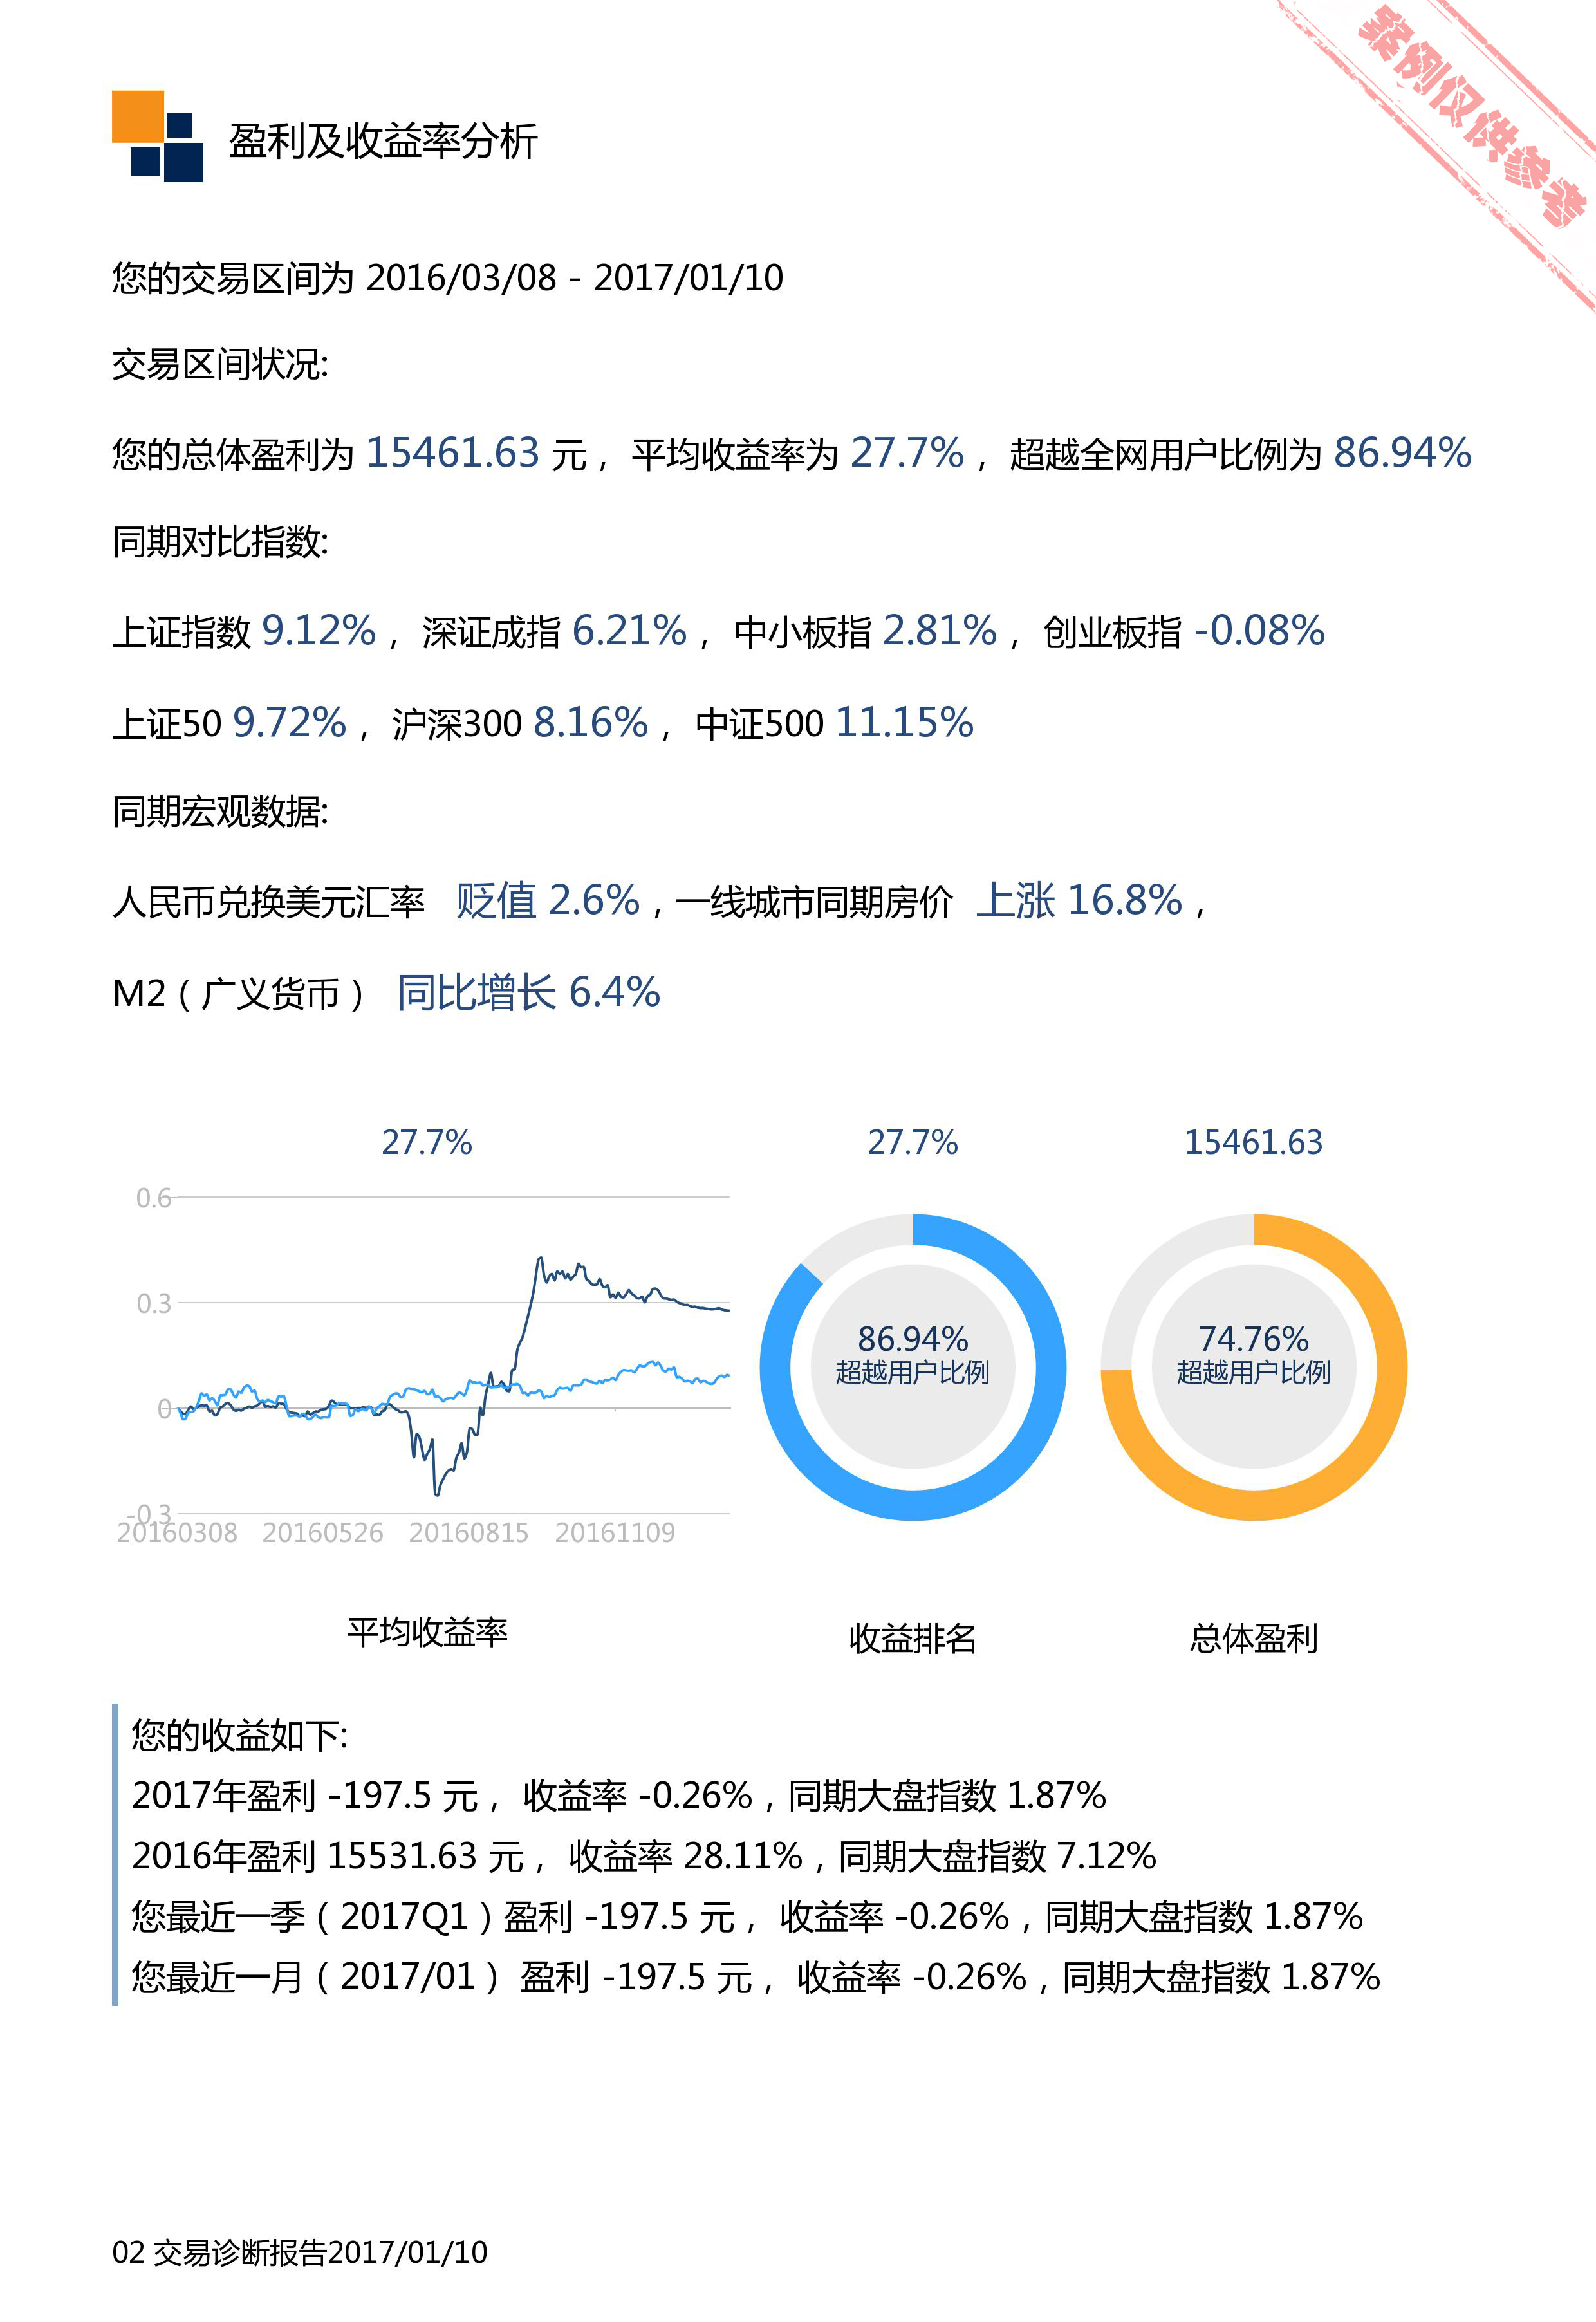 案例仅供参考
盈利及收益率分析
您的交易区间为 2016/03/08 - 2017/01/10
交易区间状况:
您的总体盈利为 15461.63 元， 平均收益率为 27.7%， 超越全网用户比例为 86.94%
同期对比指数:
上证指数 9.12%， 深证成指 6.21%， 中小板指 2.81%， 创业板指 -0.08%
上证50 9.72%， 沪深300 8.16%， 中证500 11.15%
同期宏观数据:
人民币兑换美元汇率 贬值 2.6%，一线城市同期房价 上涨 16.8%，
M2（广义货币） 同比增长 6.4%
27.7%
0.6
0.3
0
-0.3
20160308 20160526 20160815 20161109
平均收益率
27.7%
86.94%
超越用户比例
收益排名
15461.63
74.76%
超越用户比例
总体盈利
您的收益如下:
2017年盈利 -197.5 元， 收益率 -0.26%，同期大盘指数 1.87%
2016年盈利 15531.63 元， 收益率 28.11%，同期大盘指数 7.12%
您最近一季（2017Q1）盈利 -197.5 元， 收益率 -0.26%，同期大盘指数 1.87%
您最近一月（2017/01） 盈利 -197.5 元， 收益率 -0.26%，同期大盘指数 1.87%
02 交易诊断报告2017/01/10